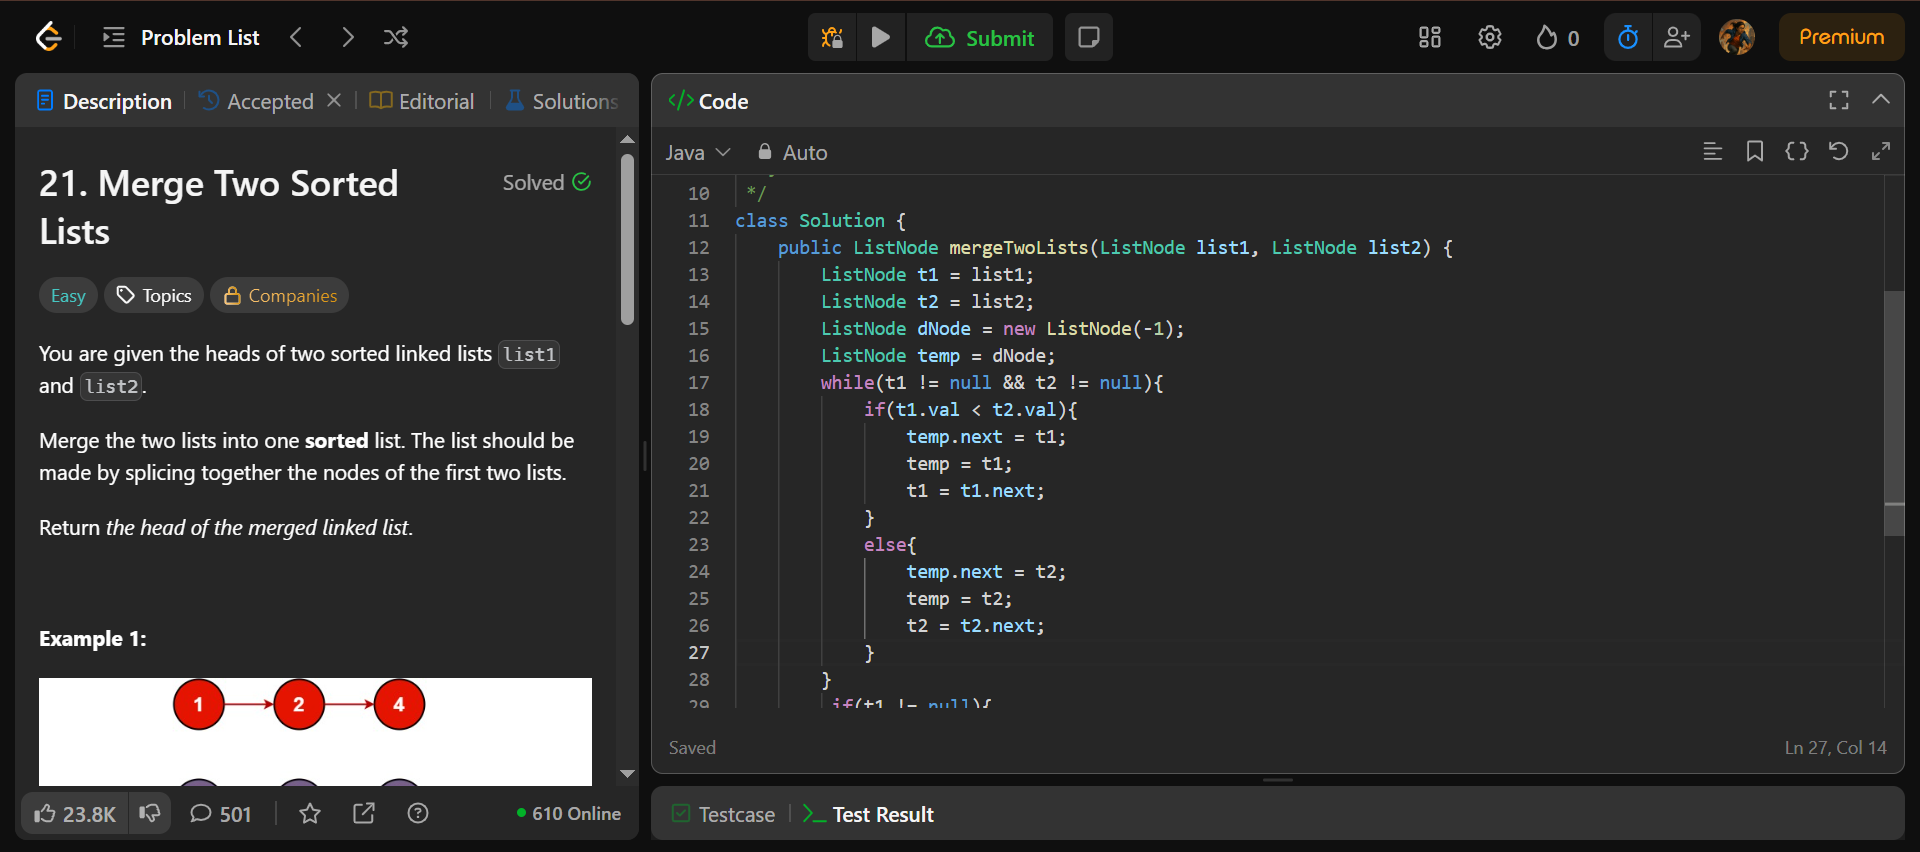 Problem List
Submit
0
Premium
Description
Accepted
Editorial
Solutions
21. Merge Two Sorted
Lists
Solved
Easy
Topics
Companies
You are given the heads of two sorted linked lists list1
and list2.
Merge the two lists into one sorted list. The list should be
made by splicing together the nodes of the first two lists.
Return the head of the merged linked list.
Example 1:
1 2 4
23.8K
501
610 Online
</> Code
Java
Auto
10 */
11 class Solution {
12 public ListNode mergeTwoLists(ListNode list1, ListNode list2) {
13 ListNode t1 = list1;
14 ListNode t2 = list2;
15 ListNode dNode = new ListNode(-1);
16 ListNode temp = dNode;
17 while(t1 != null && t2 != null){
18 if(t1.val < t2.val){
19 temp.next = t1;
20 temp = t1;
21 t1 = t1.next;
22 }
23 else{
24 temp.next = t2;
25 temp = t2;
26 t2 = t2.next;
27 }
28 }
29 if(t1 != null){
Saved
Ln 27, Col 14
Testcase
Test Result